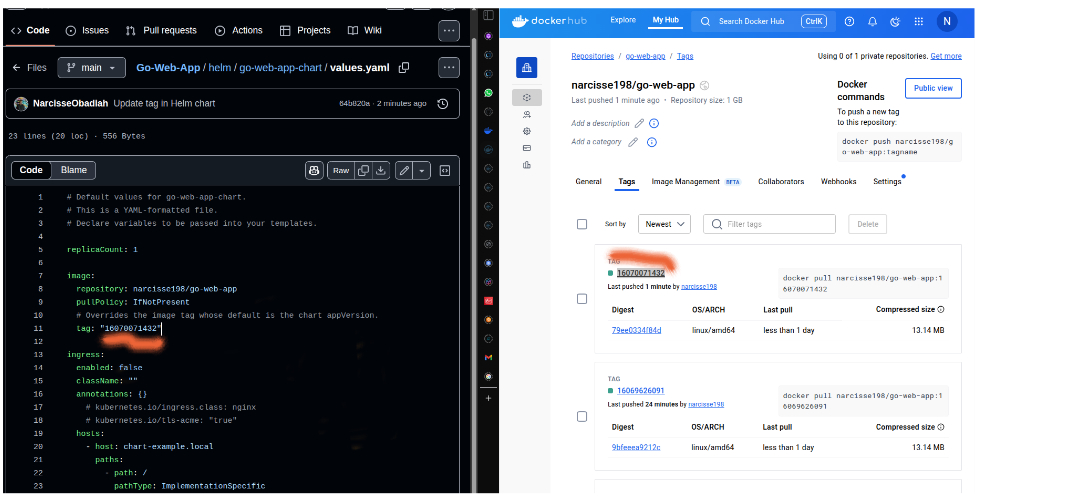 <> Code
Issues
Pull requests
Actions
Projects
Wiki
Files
main
Go-Web-App / helm / go-web-app-chart / values.yaml
NarcisseObadiah Update tag in Helm chart
64b820a · 2 minutes ago
23 lines (20 loc) · 556 Bytes
Code
Blame
Raw
1 # Default values for go-web-app-chart.
2 # This is a YAML-formatted file.
3 # Declare variables to be passed into your templates.
4
5 replicaCount: 1
6
7 image:
8 repository: narcisse198/go-web-app
9 pullPolicy: IfNotPresent
10 # Overrides the image tag whose default is the chart appVersion.
11 tag: "16070071432"
12
13 ingress:
14 enabled: false
15 className: ""
16 annotations: {}
17 # kubernetes.io/ingress.class: nginx
18 # kubernetes.io/tls-acme: "true"
19 hosts:
20 - host: chart-example.local
21 paths:
22 - path: /
23 pathType: ImplementationSpecific
dockerhub
Explore
My Hub
Search Docker Hub
CtrlK
N
Repositories / go-web-app / Tags
Using 0 of 1 private repositories. Get more
narcisse198/go-web-app
Last pushed 1 minute ago • Repository size: 1 GB
Add a description
Add a category
Docker
commands
Public view
To push a new tag
to this repository:
docker push narcisse198/g
o-web-app:tagname
General
Tags
Image Management BETA
Collaborators
Webhooks
Settings
Sort by
Newest
Filter tags
Delete
TAG
16070071432
Last pushed 1 minute by narcisse198
docker pull narcisse198/go-web-app:1
6070071432
Digest
OS/ARCH
Last pull
Compressed size
79ee0334f84d
linux/amd64
less than 1 day
13.14 MB
TAG
16069626091
Last pushed 24 minutes by narcisse198
docker pull narcisse198/go-web-app:1
6069626091
Digest
OS/ARCH
Last pull
Compressed size
9bfeeea9212c
linux/amd64
less than 1 day
13.14 MB